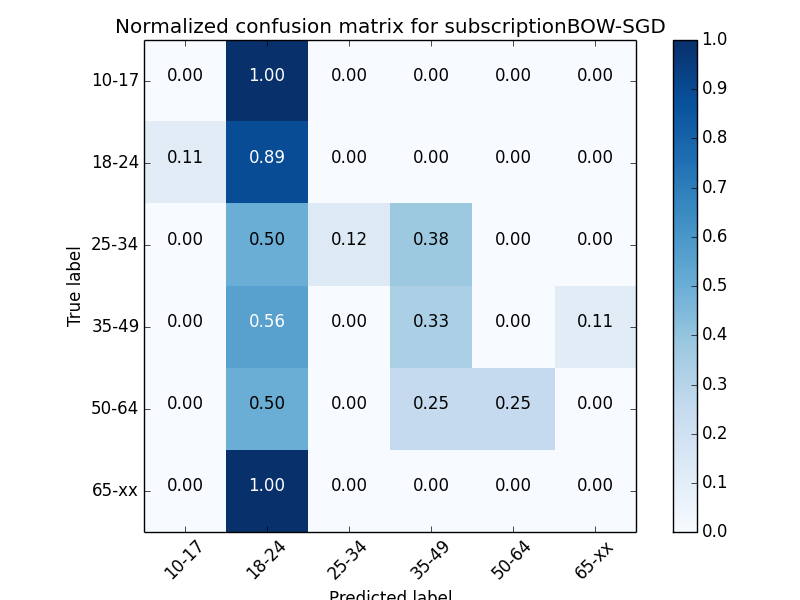 Normalized confusion matrix for subscriptionBOW-SGD
True label
10-17 0.00 1.00 0.00 0.00 0.00 0.00
18-24 0.11 0.89 0.00 0.00 0.00 0.00
25-34 0.00 0.50 0.12 0.38 0.00 0.00
35-49 0.00 0.56 0.00 0.33 0.00 0.11
50-64 0.00 0.50 0.00 0.25 0.25 0.00
65-xx 0.00 1.00 0.00 0.00 0.00 0.00
10-17 18-24 25-34 35-49 50-64 65-xx
Predicted label
1.0
0.9
0.8
0.7
0.6
0.5
0.4
0.3
0.2
0.1
0.0